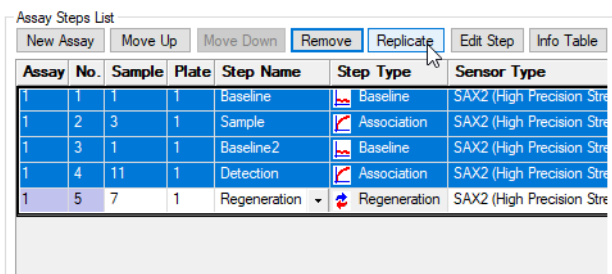 Assay Steps List
New Assay Move Up Move Down Remove Replicate Edit Step Info Table
Assay No. Sample Plate Step Name Step Type Sensor Type
1 1 1 1 Baseline Baseline SAX2 (High Precision Stre
1 2 3 1 Sample Association SAX2 (High Precision Stre
1 3 1 1 Baseline2 Baseline SAX2 (High Precision Stre
1 4 11 1 Detection Association SAX2 (High Precision Stre
1 5 7 1 Regeneration Regeneration SAX2 (High Precision Stre